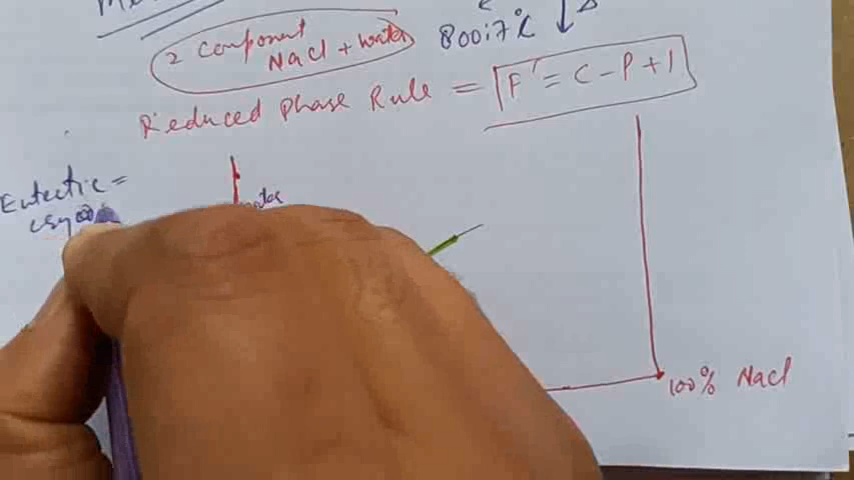 800.7°C
2 Component
NaCl + water
Reduced Phase Rule = F' = C - P + 1
Eutectic =
100% NaCl